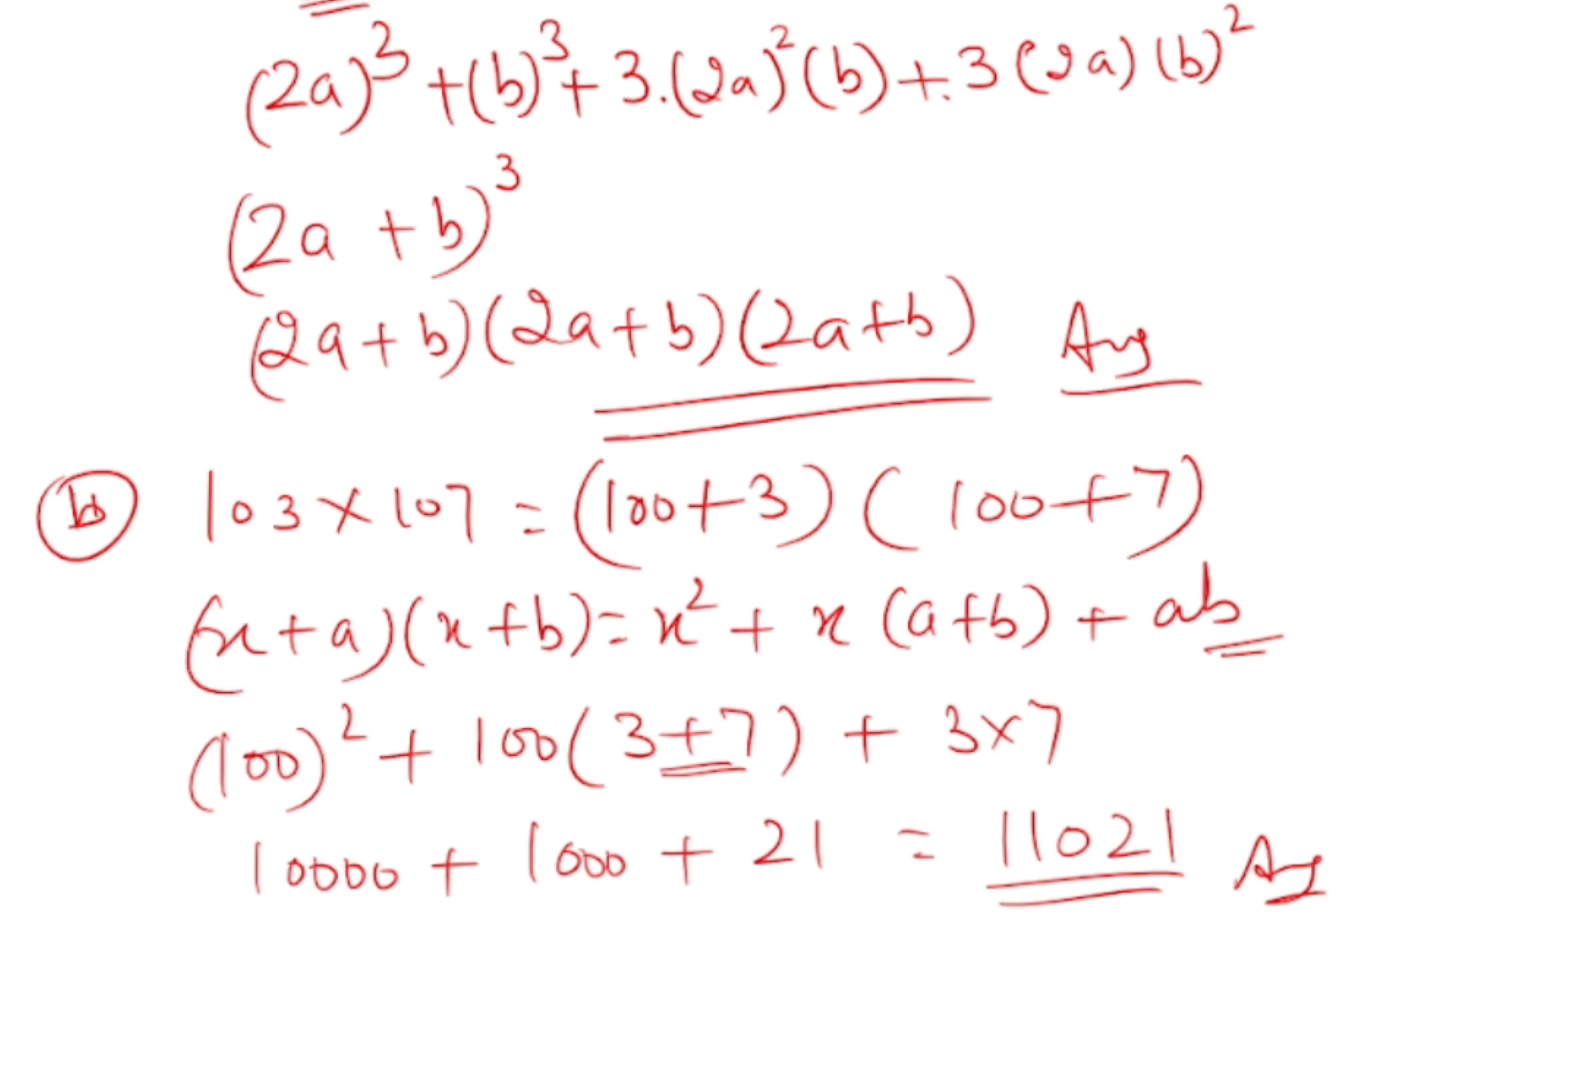 (2a)³ +(b)³+ 3.(2a)²(b)+.3(2a)(b)²
(2a +b)³
(2a+b)(2a+b)(2a+b) Ans
(b) 103×107 = (100+3)(100+7)
(x+a)(x+b)=x²+ x(a+b)+ ab
(100)²+ 100(3+7) + 3×7
10000 + 1000 + 21 = 11021 Ans